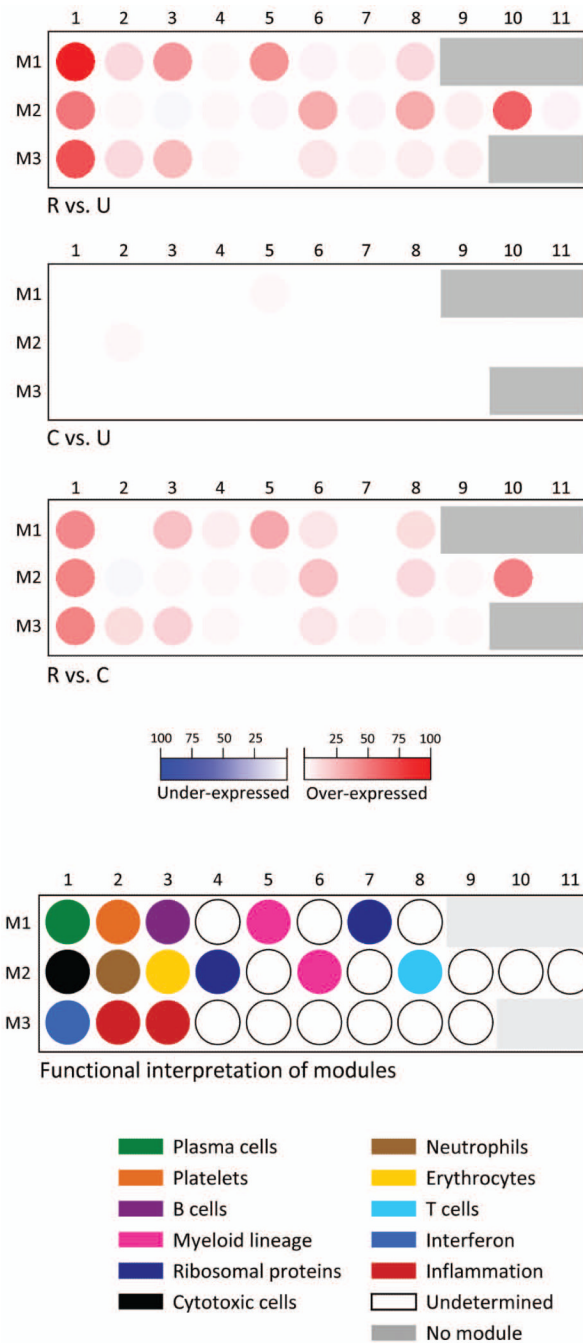 1 2 3 4 5 6 7 8 9 10 11
M1
M2
M3
R vs. U
M1
M2
M3
C vs. U
1 2 3 4 5 6 7 8 9 10 11
M1
M2
M3
R vs. C
100 75 50 25 25 50 75 100
Under-expressed Over-expressed
1 2 3 4 5 6 7 8 9 10 11
M1
M2
M3
Functional interpretation of modules
Plasma cells Neutrophils
Platelets Erythrocytes
B cells T cells
Myeloid lineage Interferon
Ribosomal proteins Inflammation
Cytotoxic cells Undetermined
No module